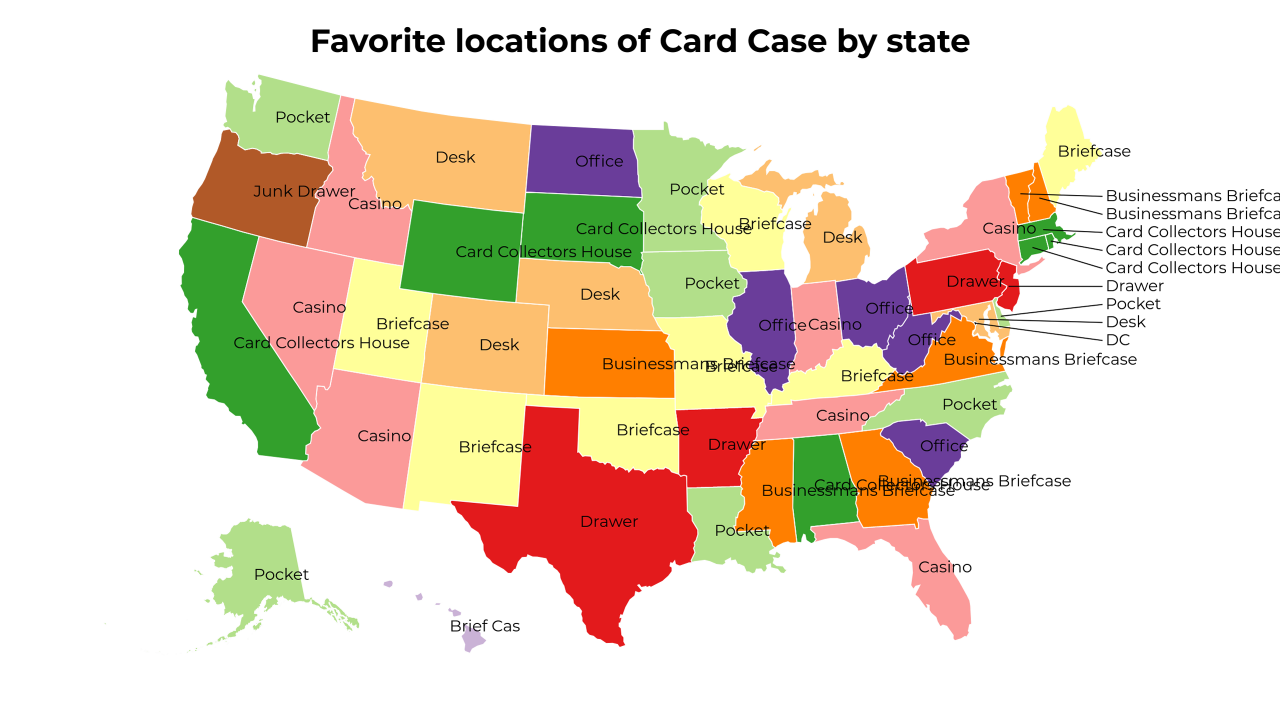 Favorite locations of Card Case by state
Pocket
Desk
Office
Briefcase
Junk Drawer
Casino
Pocket
Businessmans Briefca
Businessmans Briefca
Briefcase
Casino
Card Collectors House
Card Collectors House
Desk
Card Collectors House
Card Collectors House
Card Collectors House
Drawer
Pocket
Drawer
Desk
Pocket
Casino
Office
Desk
Briefcase
Office
Casino
DC
Card Collectors House
Desk
Office
Businessmans Briefcase
Businessmans Briefcase
Briefcase
Briefcase
Pocket
Casino
Casino
Briefcase
Briefcase
Drawer
Office
Businessmans Briefcase
Card Collectors House
Businessmans Briefcase
Drawer
Pocket
Casino
Pocket
Brief Cas